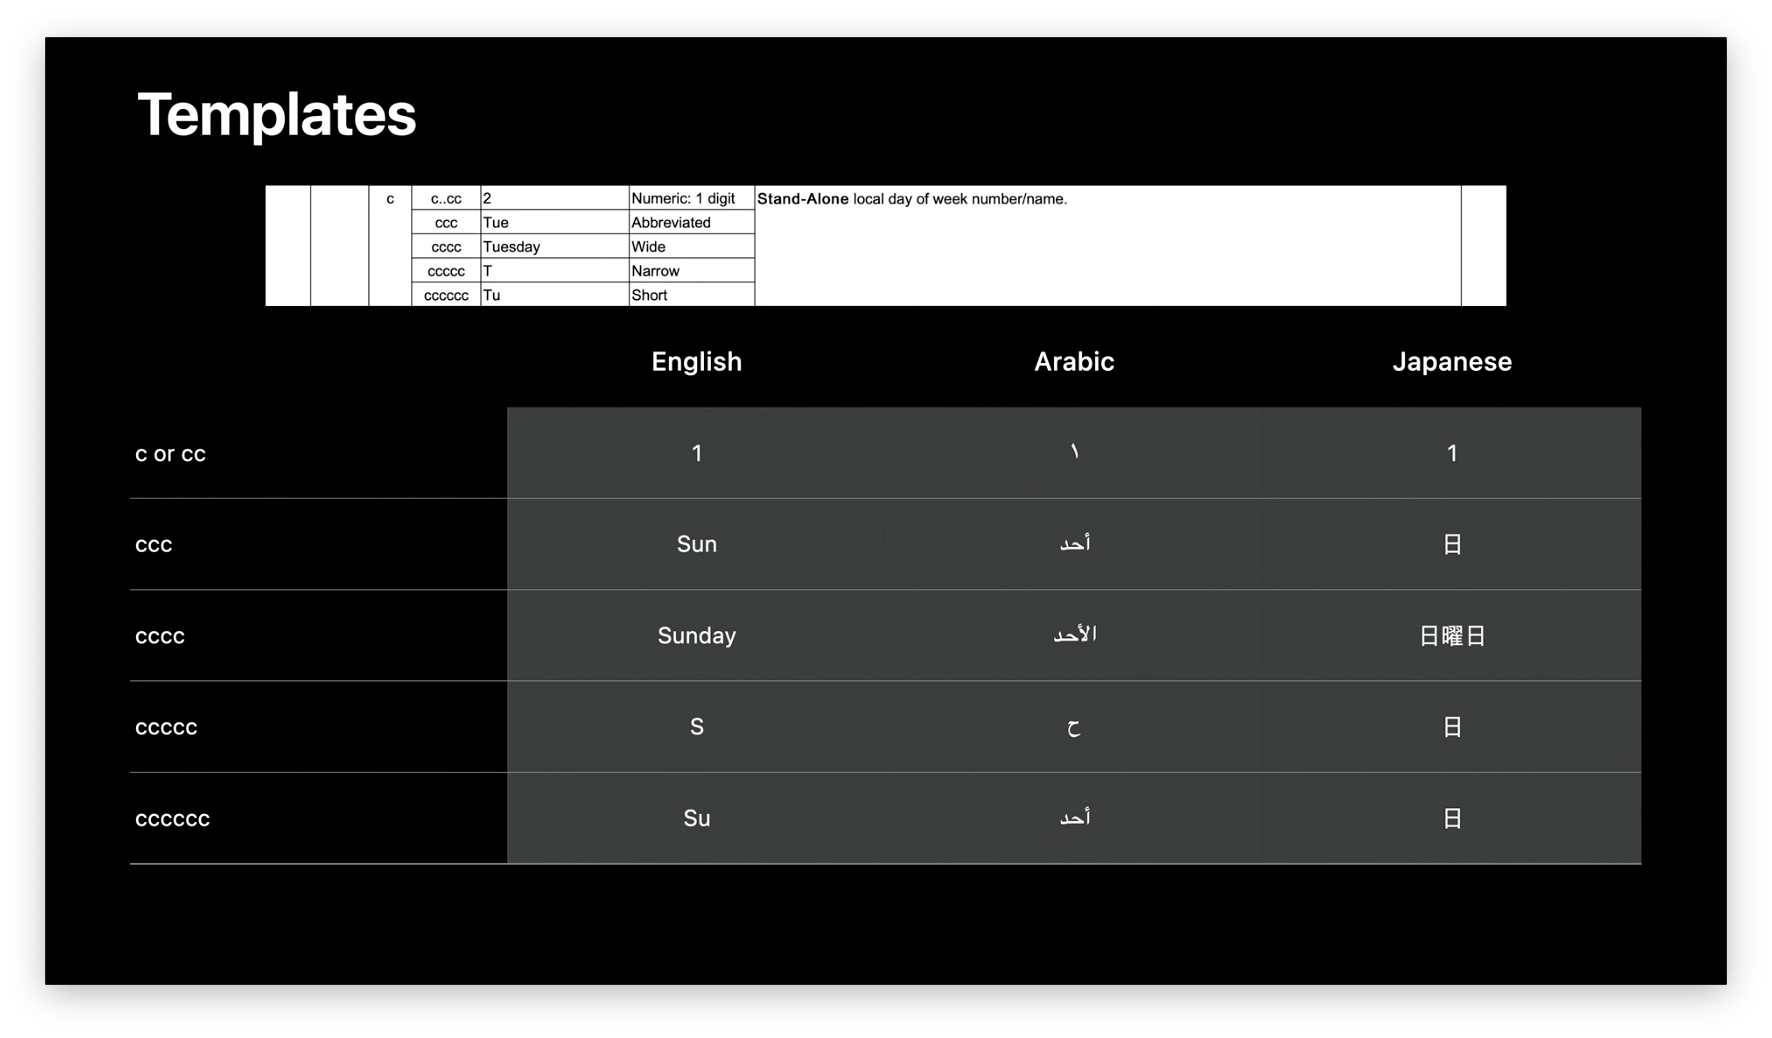 Templates
c c..cc 2 Numeric: 1 digit Stand-Alone local day of week number/name.
ccc Tue Abbreviated
cccc Tuesday Wide
ccccc T Narrow
cccccc Tu Short
English Arabic Japanese
c or cc 1 ١ 1
ccc Sun أحد 日
cccc Sunday الأحد 日曜日
ccccc S ح 日
cccccc Su أحد 日